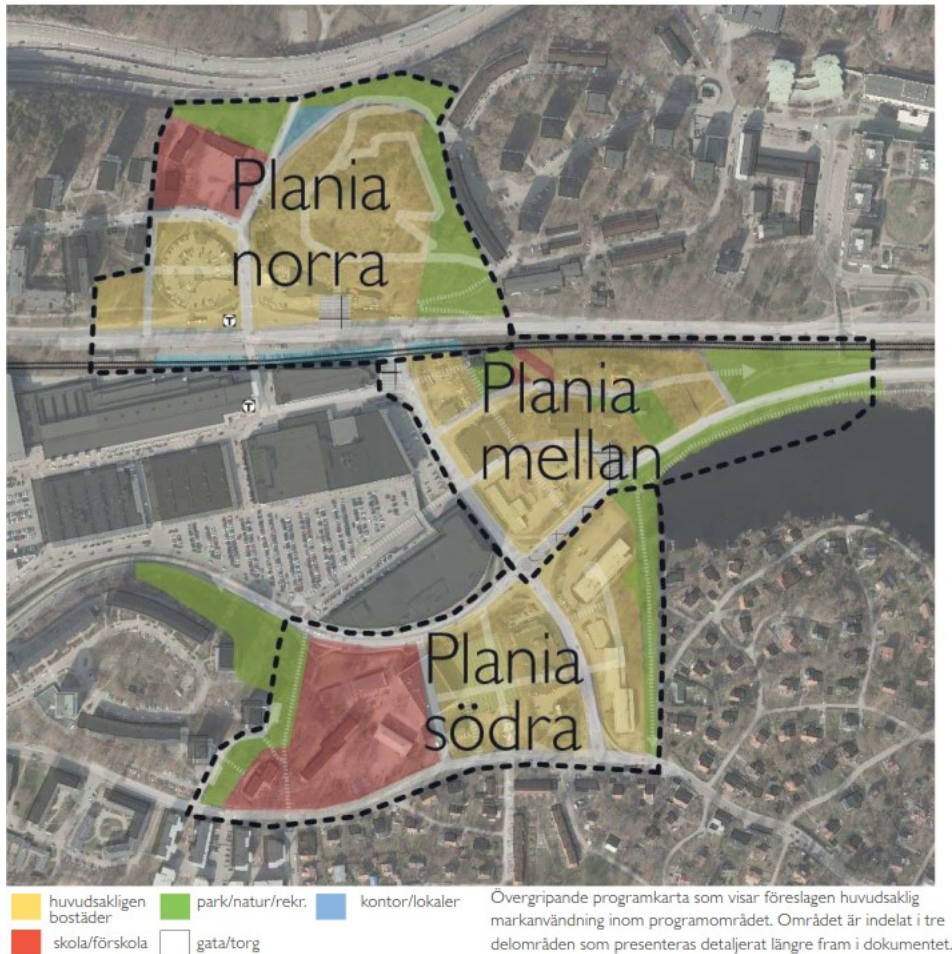 Plania
norra
T
Plania
mellan
T
Plania
södra
huvudsakligen
bostäder
park/natur/rekr.
kontor/lokaler
skola/förskola
gata/torg
Övergripande programkarta som visar föreslagen huvudsaklig
markanvändning inom programområdet. Området är indelat i tre
delområden som presenteras detaljerat längre fram i dokumentet.